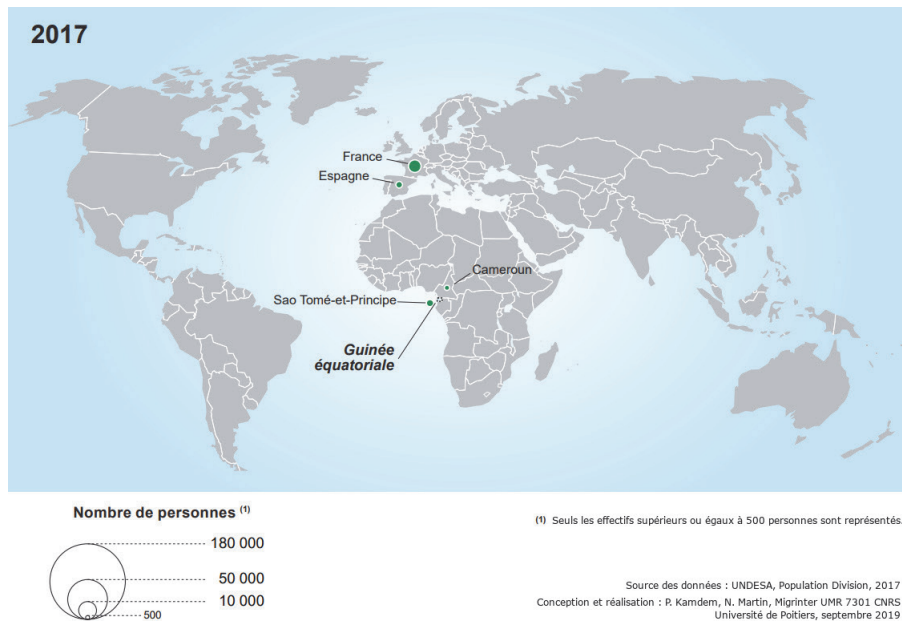 2017
France
Espagne
Cameroun
Sao Tomé-et-Principe
Guinée
équatoriale
Nombre de personnes (1)
180 000
50 000
10 000
500
(1) Seuls les effectifs supérieurs ou égaux à 500 personnes sont représentés.
Source des données : UNDESA, Population Division, 2017
Conception et réalisation : P. Kamdem, N. Martin, Migrinter UMR 7301 CNRS
Université de Poitiers, septembre 2019